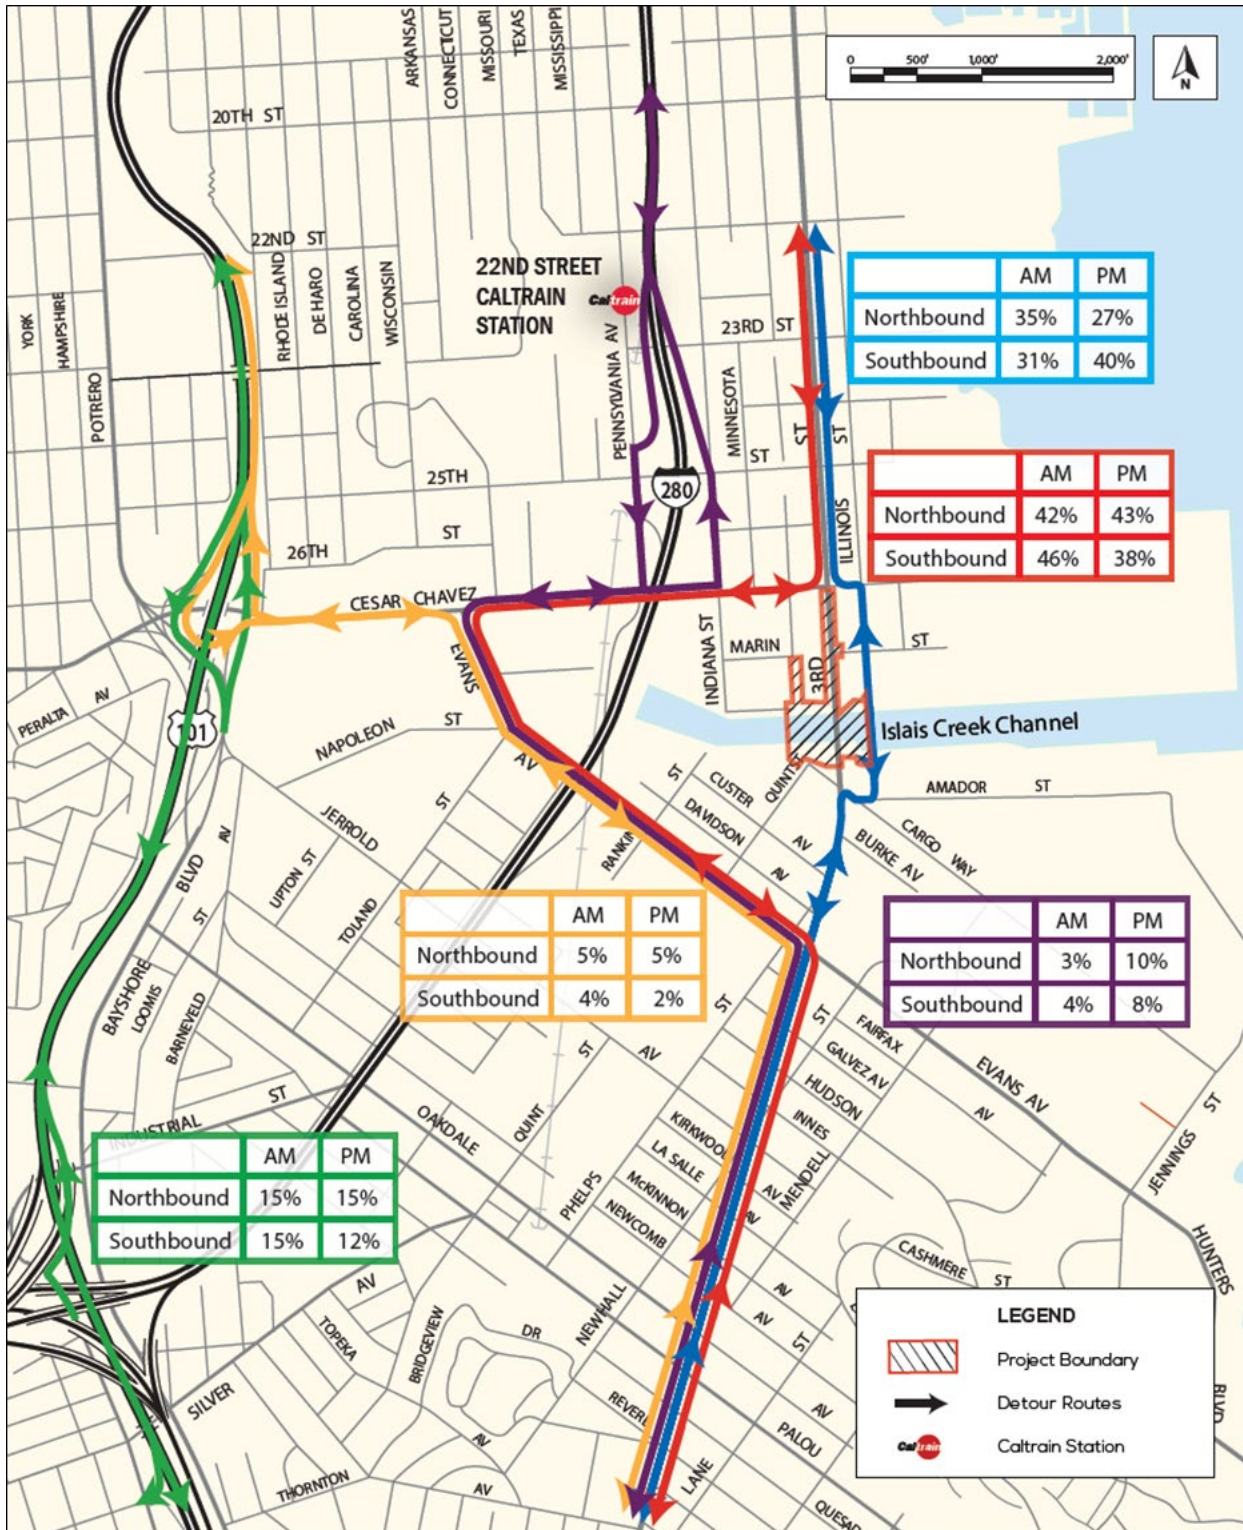 ARKANSAS
CONNECTICUT
MISSOURI
TEXAS
MISSISSIPPI
0 500' 1,000' 2,000'
N
20TH ST
22ND ST
YORK
HAMPSHIRE
POTRERO
RHODE ISLAND
DE HARO
CAROLINA
WISCONSIN
22ND STREET
CALTRAIN
STATION
Caltrain
PENNSYLVANIA AV
23RD ST
MINNESOTA
ST
ST
ST
ILLINOIS
AM PM
Northbound 35% 27%
Southbound 31% 40%
AM PM
Northbound 42% 43%
Southbound 46% 38%
25TH
280
26TH
ST
CESAR CHAVEZ
EVANS
AV
INDIANA ST
MARIN
ST
3RD
Islais Creek Channel
PERALTA AV
101
NAPOLEON
ST
JERROLD
UPTON ST
TOLAND
ST
BLVD
AV
ST
BAYSHORE
LOOMIS
BARNEVELD
ST
CUSTER
QUINT
DAVIDSON
AV
AV
AMADOR ST
CARGO WAY
BURKE AV
AM PM
Northbound 5% 5%
Southbound 4% 2%
AM PM
Northbound 3% 10%
Southbound 4% 8%
INDUSTRIAL
ST
OAKDALE
AV
QUINT
ST
PHELPS
ST
ST
FAIRFAX
GALVEZ AV
AV
HUDSON
INNES
MENDELL
KIRKWOOD
LA SALLE
McKINNON
NEWCOMB
AV
AV
AV
AV
ST
AV
EVANS AV
JENNINGS
ST
HUNTERS
BLVD
AM PM
Northbound 15% 15%
Southbound 15% 12%
CASHMERE
ST
SILVER
AV
TOPEKA
BRIDGEVIEW
DR
NEWHALL
AV
THORNTON
AV
LANE
PALOU
LEGEND
Project Boundary
Detour Routes
Caltrain
Caltrain Station